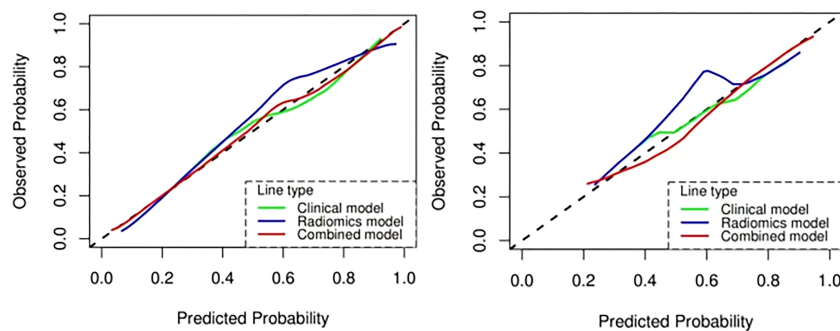 Observed Probability
1.0
0.8
0.6
0.4
0.2
0.0
Line type
Clinical model
Radiomics model
Combined model
0.0 0.2 0.4 0.6 0.8 1.0
Predicted Probability
Observed Probability
1.0
0.8
0.6
0.4
0.2
0.0
Line type
Clinical model
Radiomics model
Combined model
0.0 0.2 0.4 0.6 0.8 1.0
Predicted Probability